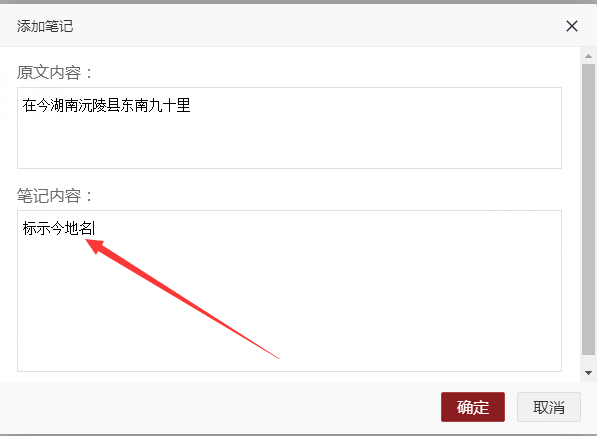 添加笔记
原文内容：
在今湖南沅陵县东南九十里
笔记内容：
标示今地名
确定 取消